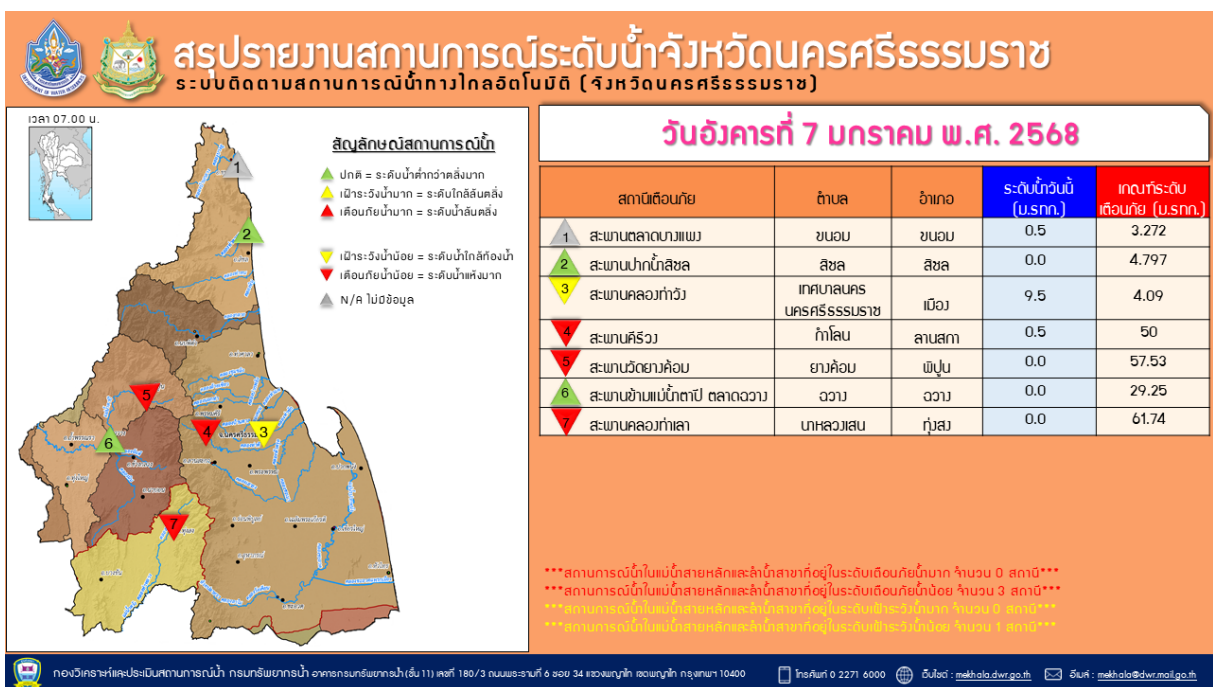 สรุปรายงานสถานการณ์ระดับน้ำจังหวัดนครศรีธรรมราช
ระบบติดตามสถานการณ์น้ำทางไกลอัตโนมัติ (จังหวัดนครศรีธรรมราช)
เวลา 07.00 น.
สัญลักษณ์สถานการณ์น้ำ
ปกติ = ระดับน้ำต่ำกว่าตลิ่งมาก
เฝ้าระวังน้ำมาก = ระดับใกล้ล้นตลิ่ง
เตือนภัยน้ำมาก = ระดับน้ำล้นตลิ่ง
เฝ้าระวังน้ำน้อย = ระดับน้ำใกล้ท้องน้ำ
เตือนภัยน้ำน้อย = ระดับน้ำแห้งมาก
N/A ไม่มีข้อมูล
1
2
5
4
3
6
7
วันอังคารที่ 7 มกราคม พ.ศ. 2568
สถานีเตือนภัย ตำบล อำเภอ ระดับน้ำวันนี้ (ม.รทก.) เกณฑ์ระดับเตือนภัย (ม.รทก.)
1 สะพานตลาดบางแพง ขนอม ขนอม 0.5 3.272
2 สะพานปากน้ำสิชล สิชล สิชล 0.0 4.797
3 สะพานคลองท่าวัง เทศบาลนครนครศรีธรรมราช เมือง 9.5 4.09
4 สะพานคีรีวง กำโลน ลานสกา 0.5 50
5 สะพานวัดยางค้อม ยางค้อม พิปูน 0.0 57.53
6 สะพานข้ามแม่น้ำตาปี ตลาดฉวาง ฉวาง ฉวาง 0.0 29.25
7 สะพานคลองท่าเลา นาหลวงเสน ทุ่งสง 0.0 61.74
***สถานการณ์น้ำในแม่น้ำสายหลักและลำน้ำสาขาที่อยู่ในระดับเตือนภัยน้ำมาก จำนวน 0 สถานี***
***สถานการณ์น้ำในแม่น้ำสายหลักและลำน้ำสาขาที่อยู่ในระดับเตือนภัยน้ำน้อย จำนวน 3 สถานี***
***สถานการณ์น้ำในแม่น้ำสายหลักและลำน้ำสาขาที่อยู่ในระดับเฝ้าระวังน้ำมาก จำนวน 0 สถานี***
***สถานการณ์น้ำในแม่น้ำสายหลักและลำน้ำสาขาที่อยู่ในระดับเฝ้าระวังน้ำน้อย จำนวน 1 สถานี***
กองวิเคราะห์และประเมินสถานการณ์น้ำ กรมทรัพยากรน้ำ อาคารกรมทรัพยากรน้ำ (ชั้น 11) เลขที่ 180/3 ถนนพระรามที่ 6 ซอย 34 แขวงพญาไท เขตพญาไท กรุงเทพฯ 10400 โทรศัพท์ 0 2271 6000 เว็บไซต์ : mekhala.dwr.go.th อีเมล์ : mekhala@dwr.mail.go.th